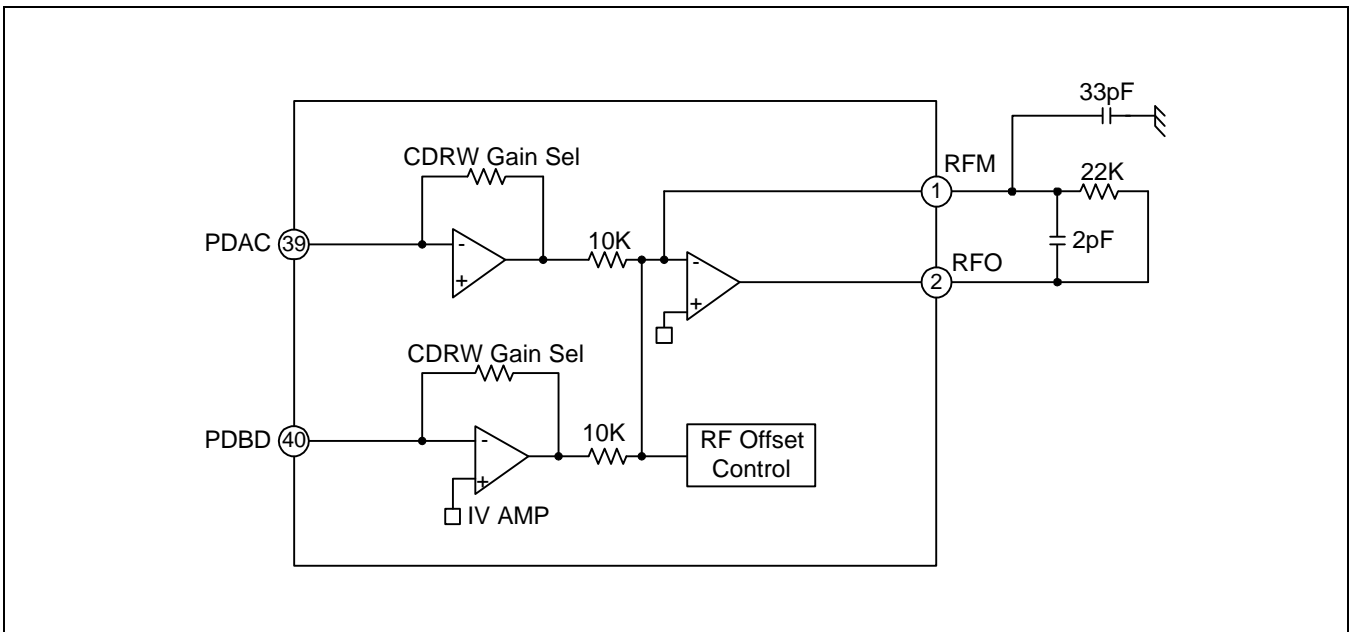 33pF
CDRW Gain Sel
RFM
22K
1
PDAC 39
-
+
10K
-
+
2pF
RFO
2
CDRW Gain Sel
PDBD 40
-
+
10K
RF Offset
Control
IV AMP